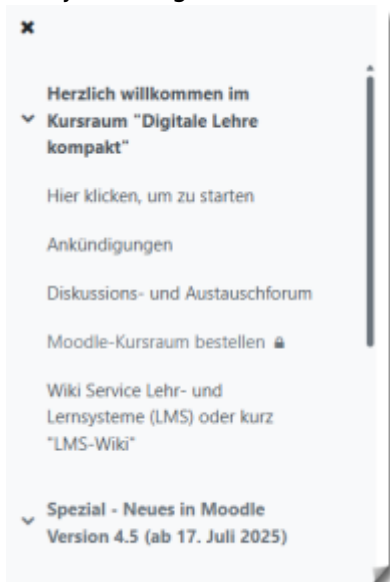 Herzlich willkommen im
Kursraum "Digitale Lehre
kompakt"
Hier klicken, um zu starten
Ankündigungen
Diskussions- und Austauschforum
Moodle-Kursraum bestellen
Wiki Service Lehr- und
Lernsysteme (LMS) oder kurz
"LMS-Wiki"
Spezial - Neues in Moodle
Version 4.5 (ab 17. Juli 2025)